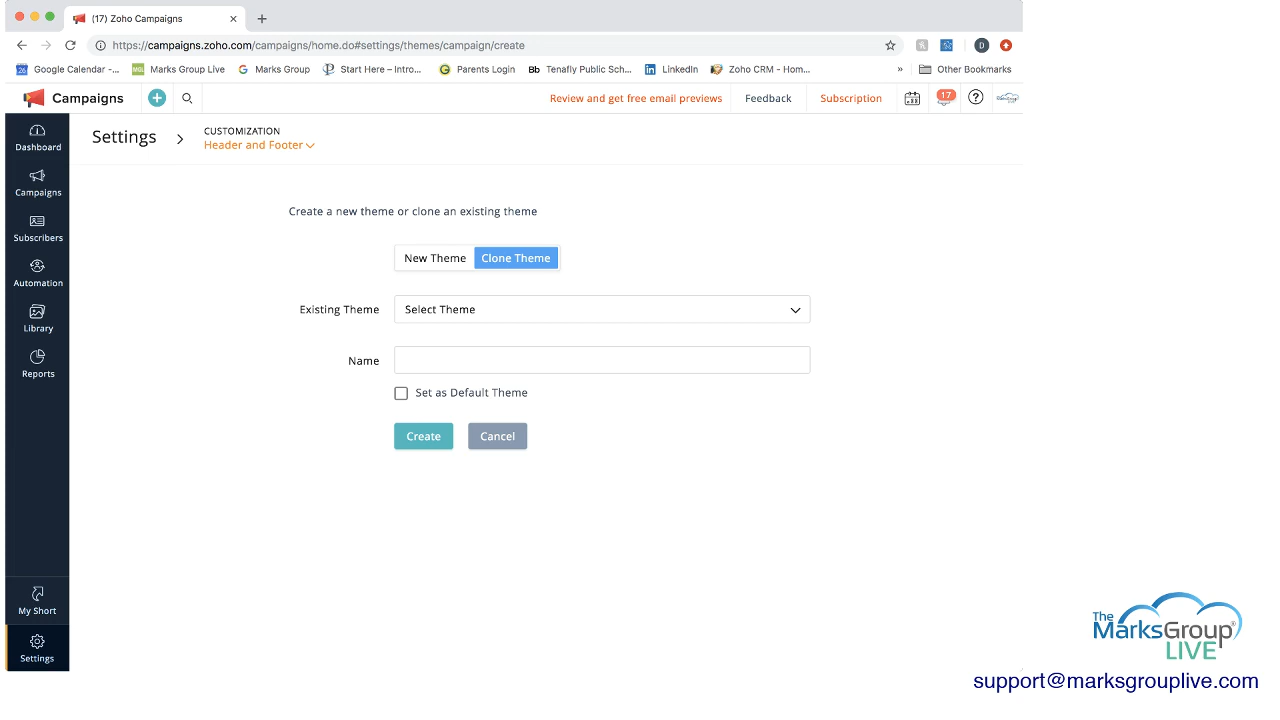 (17) Zoho Campaigns
https://campaigns.zoho.com/campaigns/home.do#settings/themes/campaign/create
D
Google Calendar -...
Marks Group Live
Marks Group
Start Here – Intro...
Parents Login
Bb Tenafly Public Sch...
LinkedIn
Zoho CRM - Hom...
»
Other Bookmarks
Campaigns
Review and get free email previews
Feedback
Subscription
17
Dashboard
Campaigns
Subscribers
Automation
Library
Reports
My Short
Settings
Settings
CUSTOMIZATION
Header and Footer
Create a new theme or clone an existing theme
New Theme Clone Theme
Existing Theme Select Theme
Name
Set as Default Theme
Create Cancel
The
MarksGroup®
LIVE
support@marksgrouplive.com